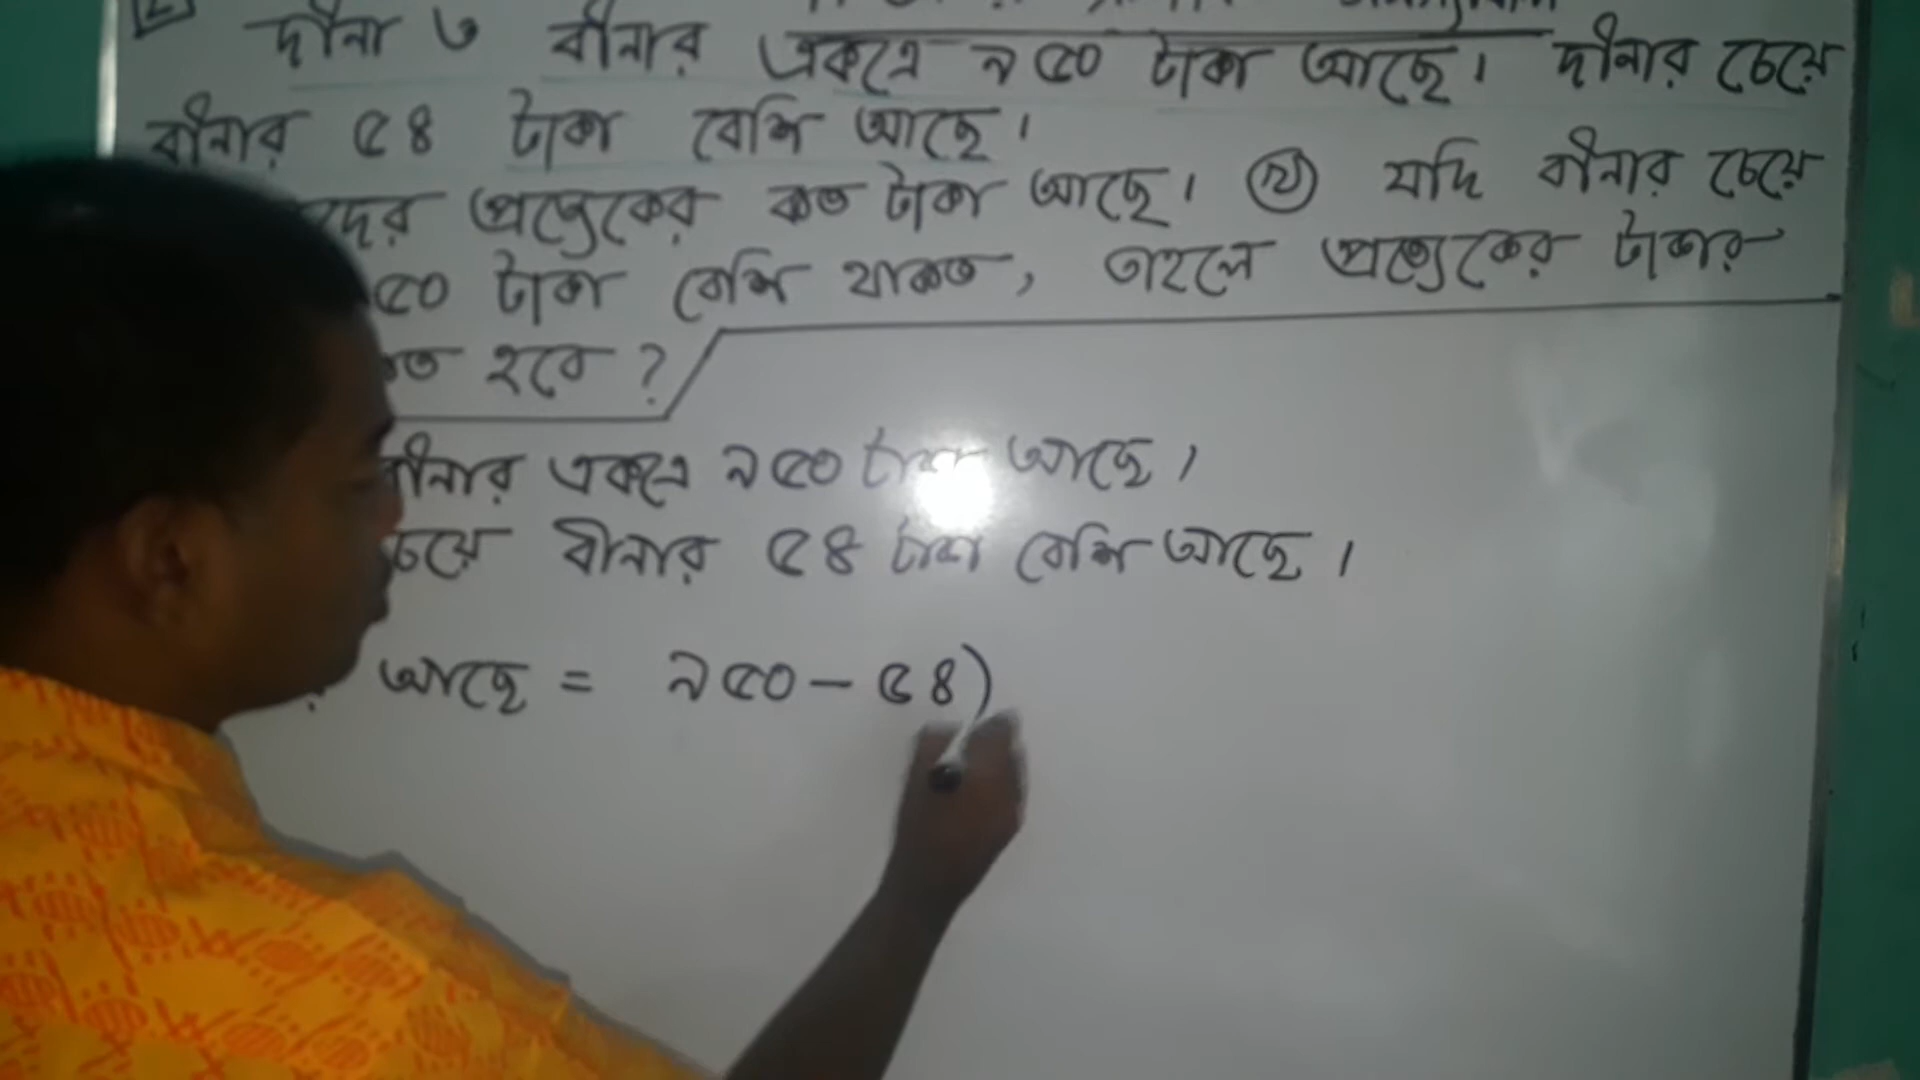 দীনা ও বীনার একত্রে ৯৫০ টাকা আছে। দীনার চেয়ে
বীনার ৫৪ টাকা বেশি আছে।
দের প্রত্যেকের কত টাকা আছে। যদি বীনার চেয়ে
৫০ টাকা বেশি থাকত, তাহলে প্রত্যেকের টাকার
ত হবে?
বীনার একত্রে ৯৫০ টাকা আছে।
চেয়ে বীনার ৫৪ টাকা বেশি আছে।
আছে = ৯৫০ - ৫৪)